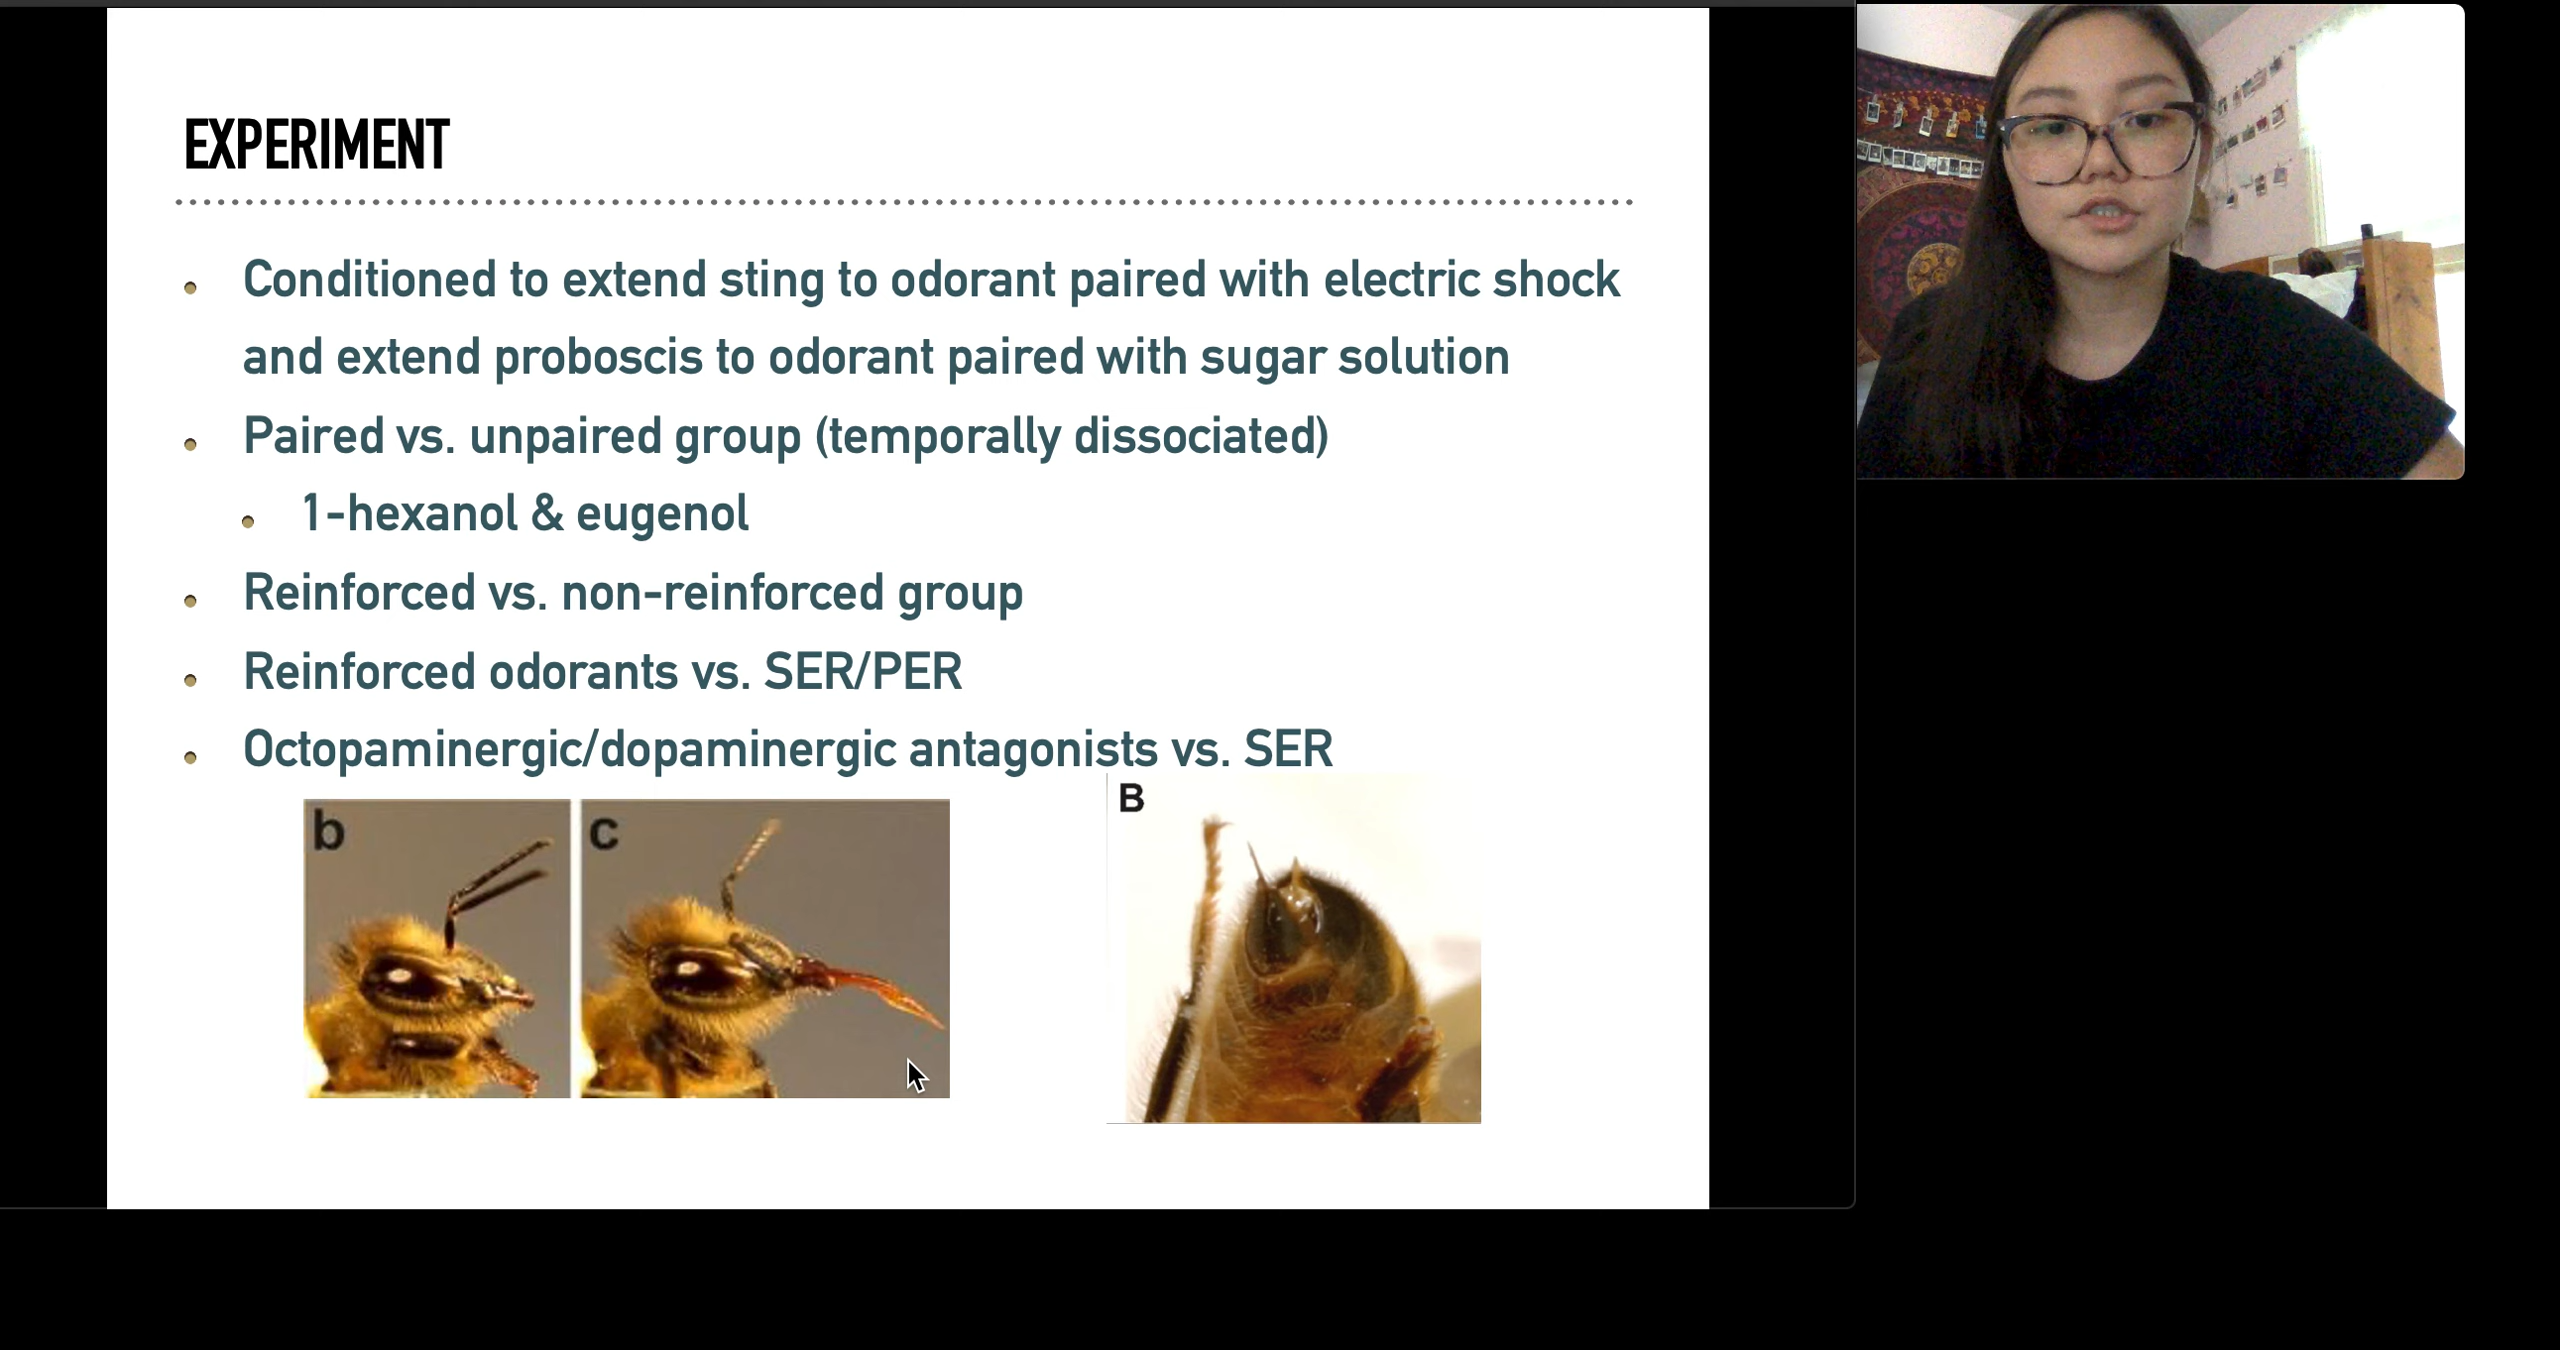 EXPERIMENT
Conditioned to extend sting to odorant paired with electric shock
and extend proboscis to odorant paired with sugar solution
Paired vs. unpaired group (temporally dissociated)
1-hexanol & eugenol
Reinforced vs. non-reinforced group
Reinforced odorants vs. SER/PER
Octopaminergic/dopaminergic antagonists vs. SER
b
c
B